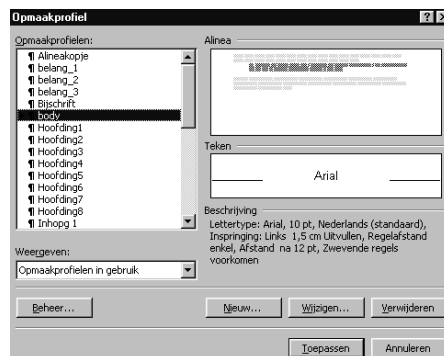 Opmaakprofiel
Opmaakprofielen:
¶ Alineakopje
¶ belang_1
¶ belang_2
¶ belang_3
¶ Bijschrift
body
¶ Hoofding1
¶ Hoofding2
¶ Hoofding3
¶ Hoofding4
¶ Hoofding5
¶ Hoofding6
¶ Hoofding7
¶ Hoofding8
¶ Inhopg 1
Weergeven:
Opmaakprofielen in gebruik
Alinea
Teken
Arial
Beschrijving
Lettertype: Arial, 10 pt, Nederlands (standaard),
Inspringing: Links 1,5 cm Uitvullen, Regelafstand
enkel, Afstand na 12 pt, Zwevende regels
voorkomen
Beheer... Nieuw... Wijzigen... Verwijderen
Toepassen Annuleren